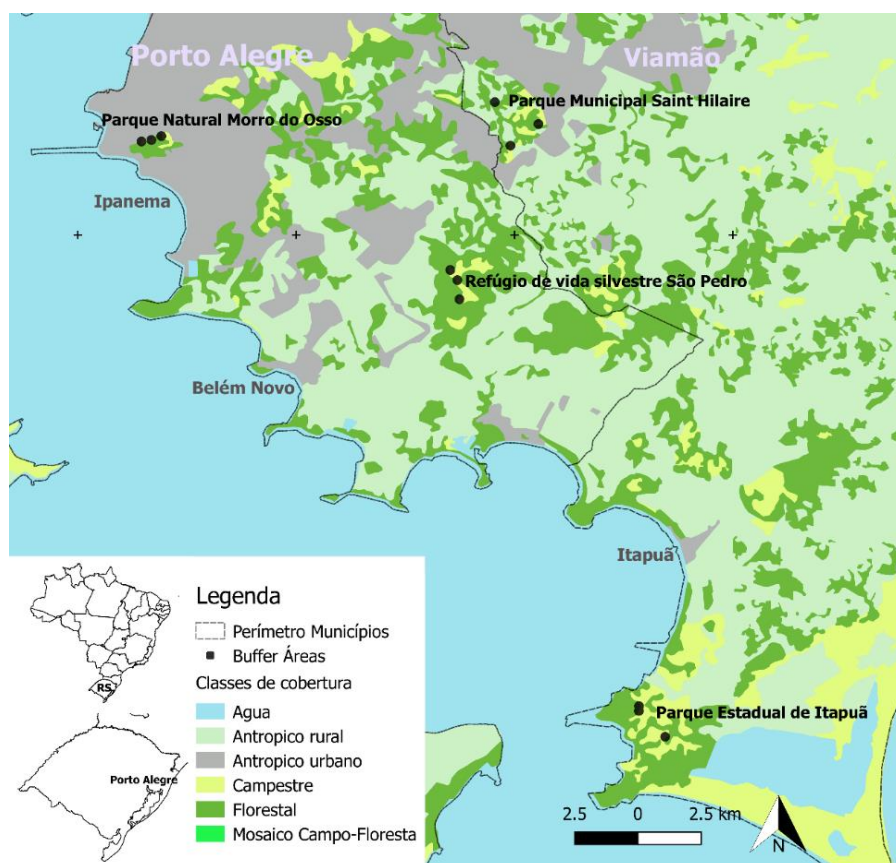 Porto Alegre
Viamão
Parque Municipal Saint Hilaire
Parque Natural Morro do Osso
Ipanema
Refúgio de vida silvestre São Pedro
Belém Novo
Itapuã
Parque Estadual de Itapuã
Legenda
Perímetro Municípios
Buffer Áreas
Classes de cobertura
Agua
Antropico rural
Antropico urbano
Campestre
Florestal
Mosaico Campo-Floresta
RS
Porto Alegre
2.5 0 2.5 km
N